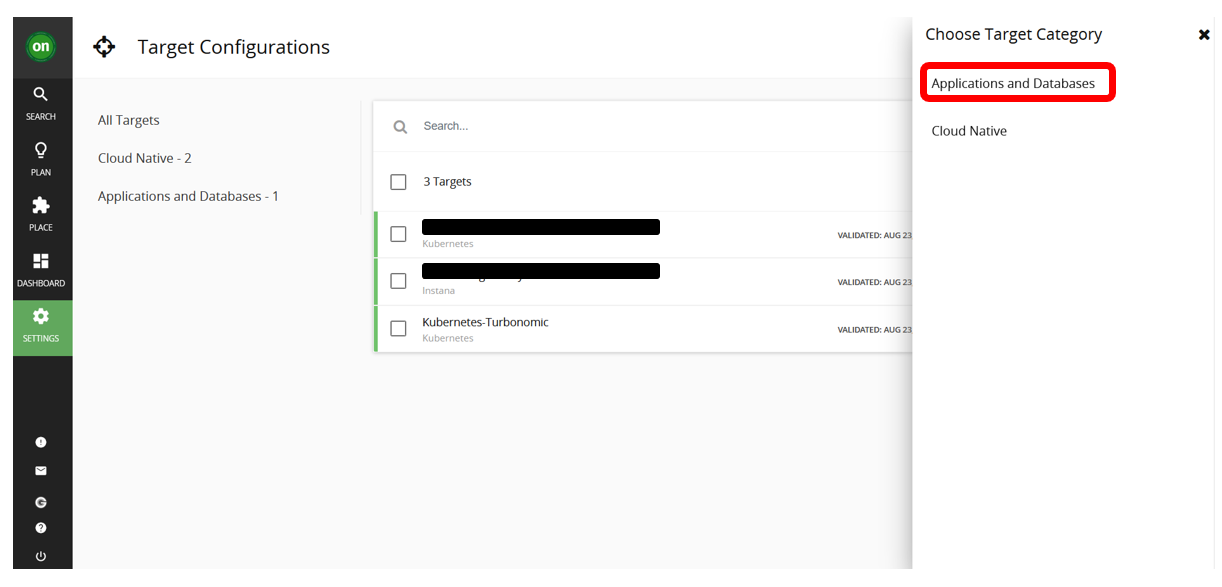 on
SEARCH
PLAN
PLACE
DASHBOARD
SETTINGS
Target Configurations
All Targets
Cloud Native - 2
Applications and Databases - 1
Search...
3 Targets
Kubernetes
VALIDATED: AUG 23,
Instana
VALIDATED: AUG 23,
Kubernetes-Turbonomic
Kubernetes
VALIDATED: AUG 23,
Choose Target Category
Applications and Databases
Cloud Native